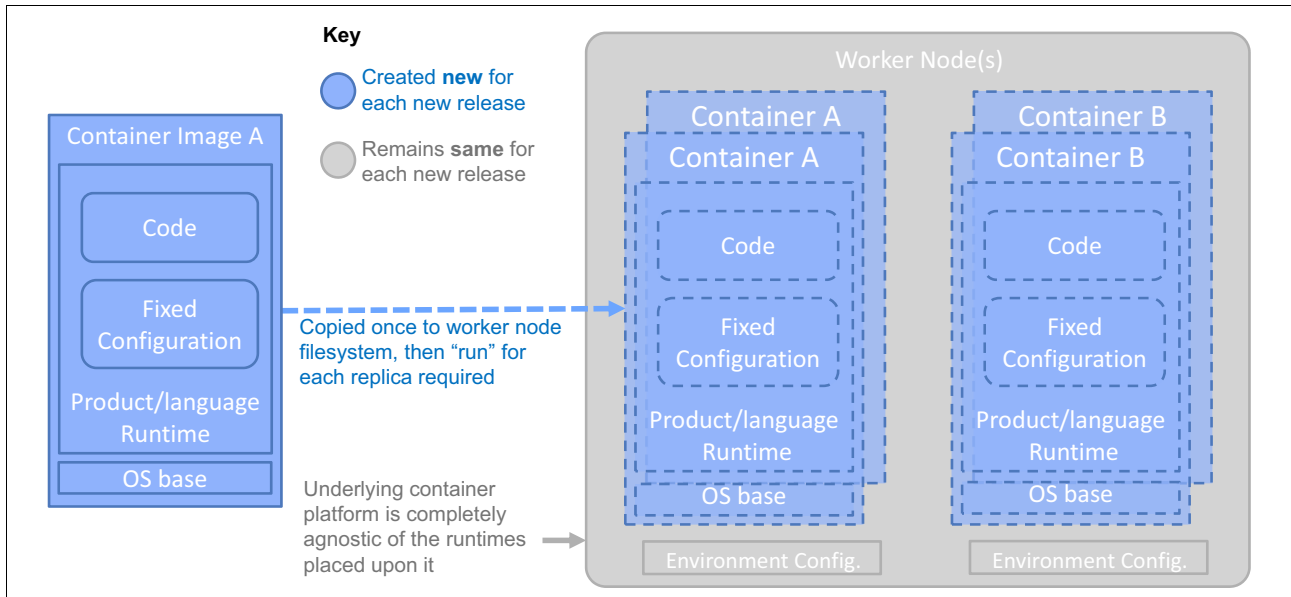 Key
Created new for
each new release
Remains same for
each new release
Container Image A
Code
Fixed
Configuration
Product/language
Runtime
OS base
Copied once to worker node
filesystem, then “run” for
each replica required
Underlying container
platform is completely
agnostic of the runtimes
placed upon it
Worker Node(s)
Container A
Container A
Code
Fixed
Configuration
Product/language
Runtime
OS base
Environment Config.
Container B
Container B
Code
Fixed
Configuration
Product/language
Runtime
OS base
Environment Config.